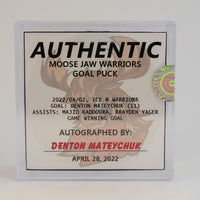 AUTHENTIC
MOOSE JAW WARRIORS
GOAL PUCK
2022/04/02, ICE @ WARRIORS
GOAL: DENTON MATEYCHUK (11)
ASSISTS: MAJID KADDOURA, BRAYDEN YAGER
GAME WINNING GOAL
AUTOGRAPHED BY:
DENTON MATEYCHUK
APRIL 28, 2022